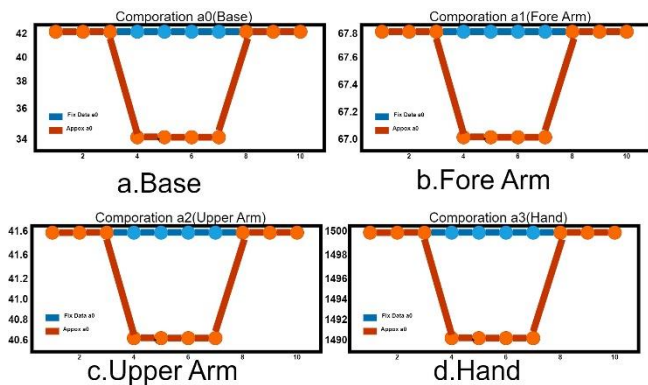 Comporation a0(Base)
42
40
38
36
34
Fix Data a0
Appox a0
2
4
6
8
10
a.Base
Comporation a1(Fore Arm)
67.8
67.6
67.4
67.2
67.0
Fix Data a0
Appox a0
2
4
6
8
10
b.Fore Arm
Comporation a2(Upper Arm)
41.6
41.6
41.2
41.0
40.8
40.6
Fix Data a0
Appox a0
2
4
6
8
10
c.Upper Arm
Comporation a3(Hand)
1500
1498
1496
1494
1492
1490
Fix Data a0
Appox a0
2
4
6
8
10
d.Hand